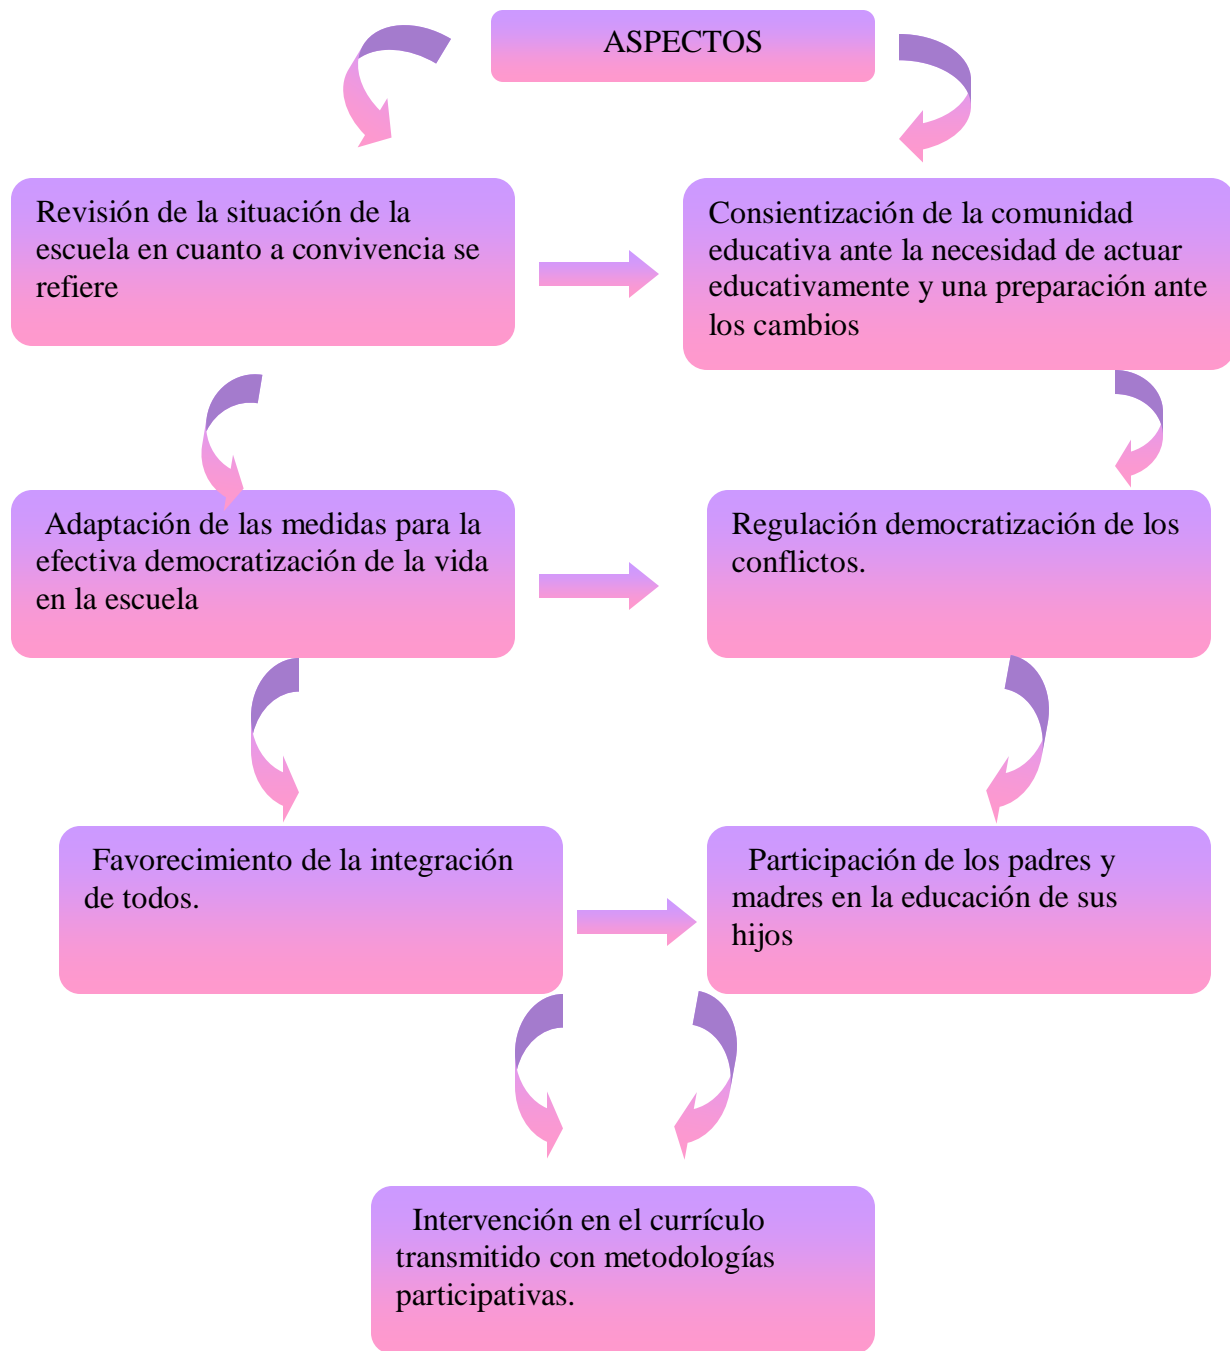 ASPECTOS
Revisión de la situación de la
escuela en cuanto a convivencia se
refiere
Consientización de la comunidad
educativa ante la necesidad de actuar
educativamente y una preparación ante
los cambios
Adaptación de las medidas para la
efectiva democratización de la vida
en la escuela
Regulación democratización de los
conflictos.
Favorecimiento de la integración
de todos.
Participación de los padres y
madres en la educación de sus
hijos
Intervención en el currículo
transmitido con metodologías
participativas.